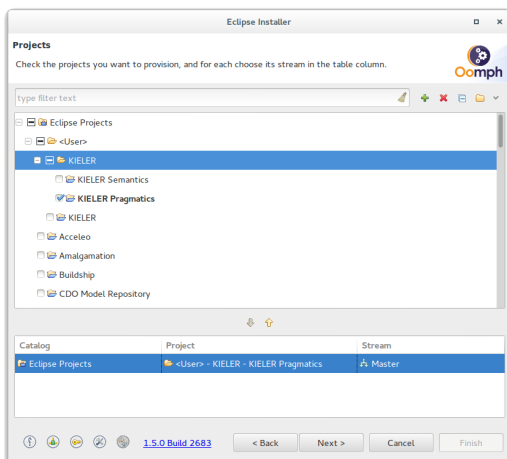 Eclipse Installer
Projects
Check the projects you want to provision, and for each choose its stream in the table column.
Oomph
type filter text
Eclipse Projects
<User>
KIELER
KIELER Semantics
KIELER Pragmatics
KIELER
Acceleo
Amalgamation
Buildship
CDO Model Repository
Catalog Project Stream
Eclipse Projects <User> - KIELER - KIELER Pragmatics Master
1.5.0 Build 2683 < Back Next > Cancel Finish